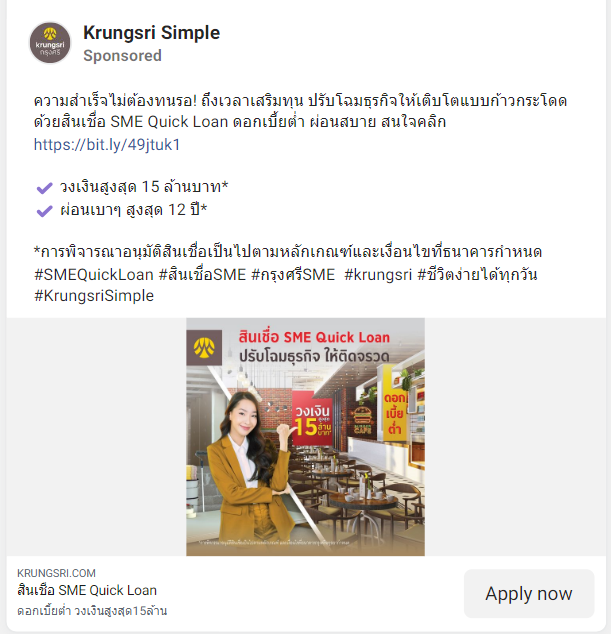 Krungsri Simple
Sponsored
krungsri
กรุงศรี
ความสำเร็จไม่ต้องทนรอ! ถึงเวลาเสริมทุน ปรับโฉมธุรกิจให้เติบโตแบบก้าวกระโดด
ด้วยสินเชื่อ SME Quick Loan ดอกเบี้ยต่ำ ผ่อนสบาย สนใจคลิก
https://bit.ly/49jtuk1
วงเงินสูงสุด 15 ล้านบาท*
ผ่อนเบาๆ สูงสุด 12 ปี*
*การพิจารณาอนุมัติสินเชื่อเป็นไปตามหลักเกณฑ์และเงื่อนไขที่ธนาคารกำหนด
#SMEQuickLoan #สินเชื่อSME #กรุงศรีSME #krungsri #ชีวิตง่ายได้ทุกวัน
#KrungsriSimple
สินเชื่อ SME Quick Loan
ปรับโฉมธุรกิจ ให้ติดจรวด
วงเงิน
สูงสุด
15 ล้านบาท*
ดอก
เบี้ย
ต่ำ
KRUNGSRI.COM
สินเชื่อ SME Quick Loan
ดอกเบี้ยต่ำ วงเงินสูงสุด15ล้าน
Apply now